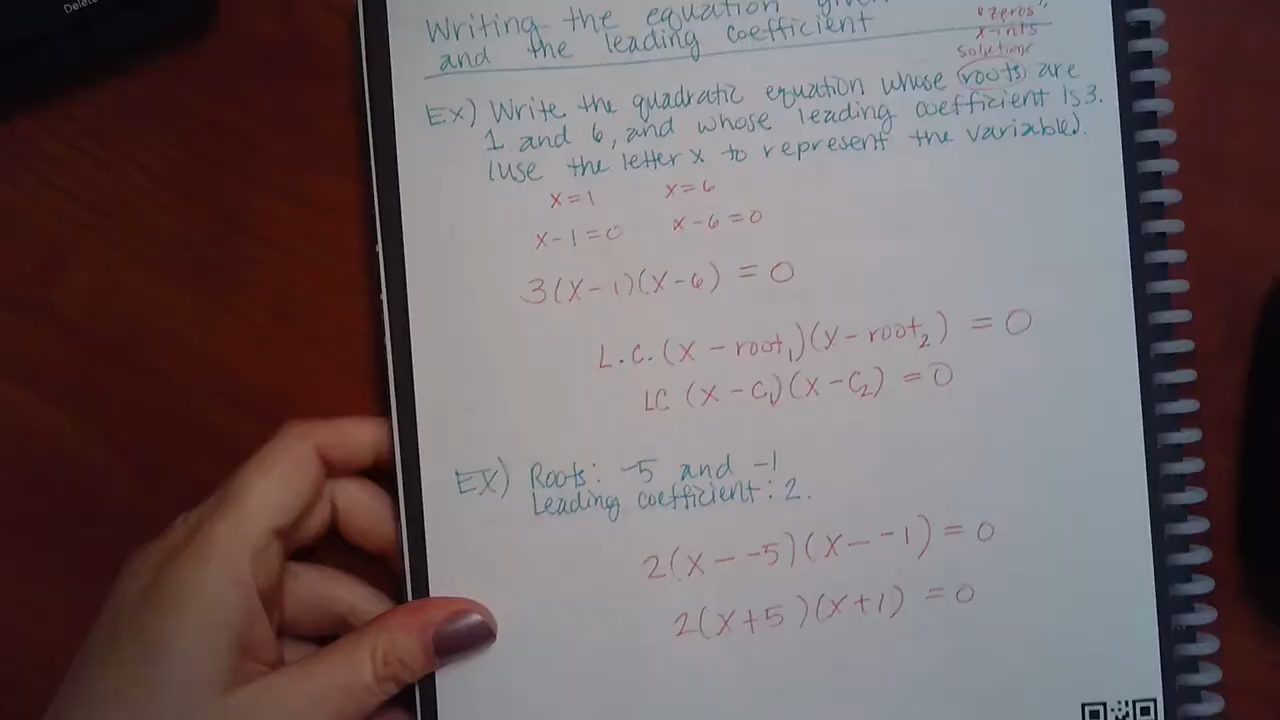 Delete
Writing the equation
and the leading coefficient
"zeros"
x-ints
solutions
Ex) Write the quadratic equation whose (roots) are
1 and 6, and whose leading coefficient is 3.
(use the letter x to represent the variable).
x=1 x=6
x-1=0 x-6=0
3(x-1)(x-6) = 0
L.C.(x - root₁)(x - root₂) = 0
LC (x - c₁)(x - c₂) = 0
EX) Roots: -5 and -1
Leading coefficient: 2.
2(x - -5)(x - -1) = 0
2(x+5)(x+1) = 0